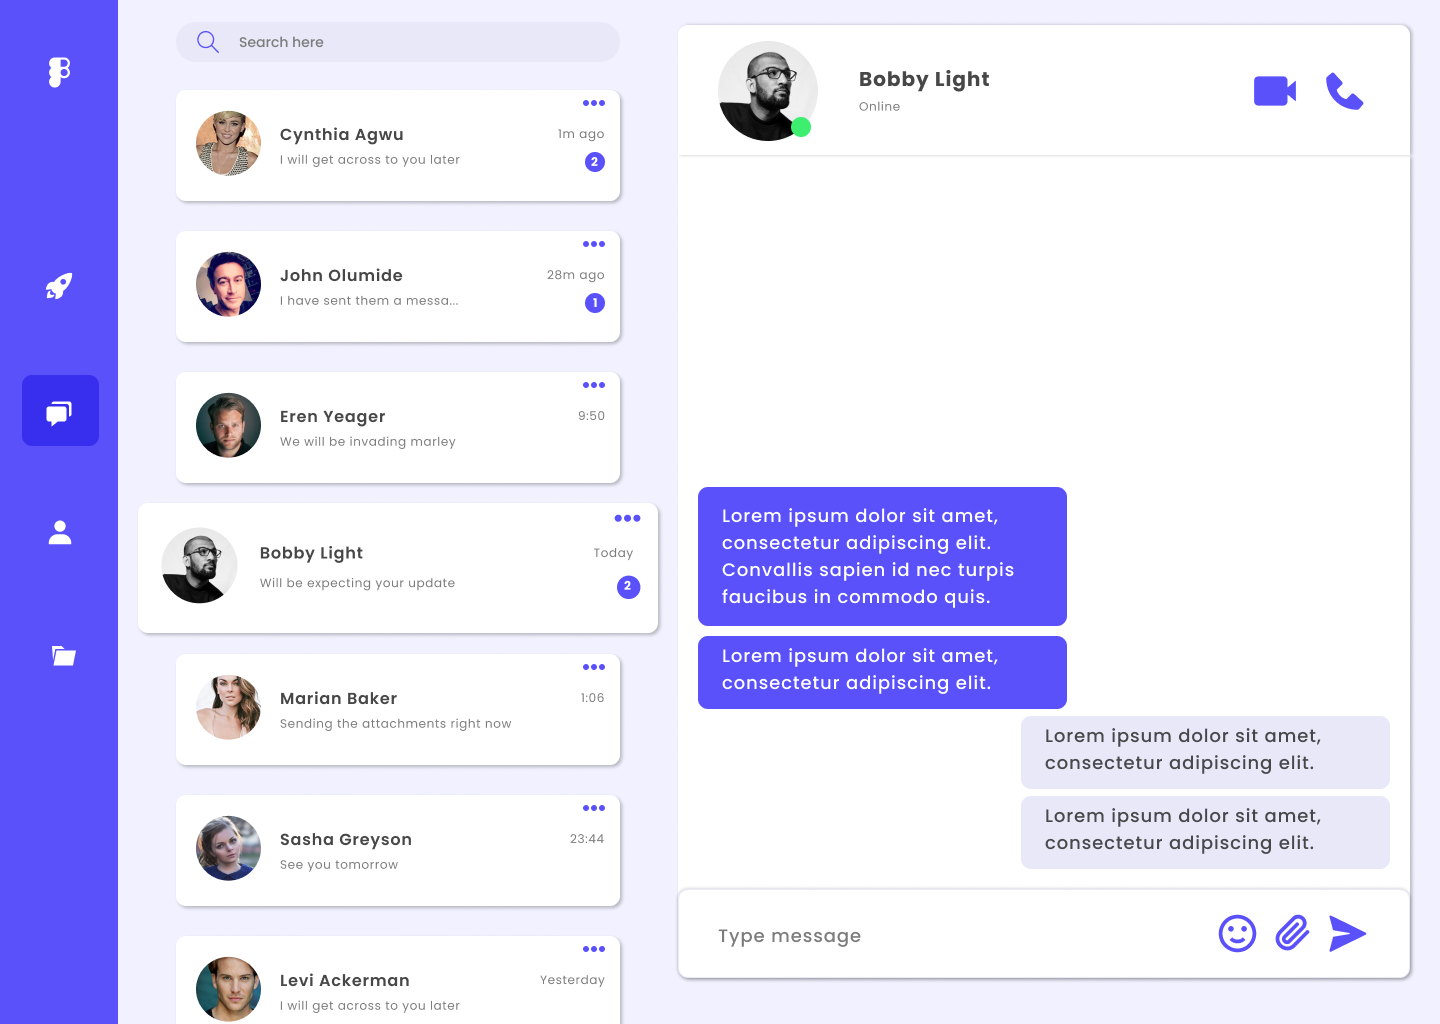 Search here
Cynthia Agwu
1m ago
I will get across to you later
2
John Olumide
28m ago
I have sent them a messa...
1
Eren Yeager
9:50
We will be invading marley
Bobby Light
Today
Will be expecting your update
2
Marian Baker
1:06
Sending the attachments right now
Sasha Greyson
23:44
See you tomorrow
Levi Ackerman
Yesterday
I will get across to you later
Bobby Light
Online
Lorem ipsum dolor sit amet,
consectetur adipiscing elit.
Convallis sapien id nec turpis
faucibus in commodo quis.
Lorem ipsum dolor sit amet,
consectetur adipiscing elit.
Lorem ipsum dolor sit amet,
consectetur adipiscing elit.
Lorem ipsum dolor sit amet,
consectetur adipiscing elit.
Type message